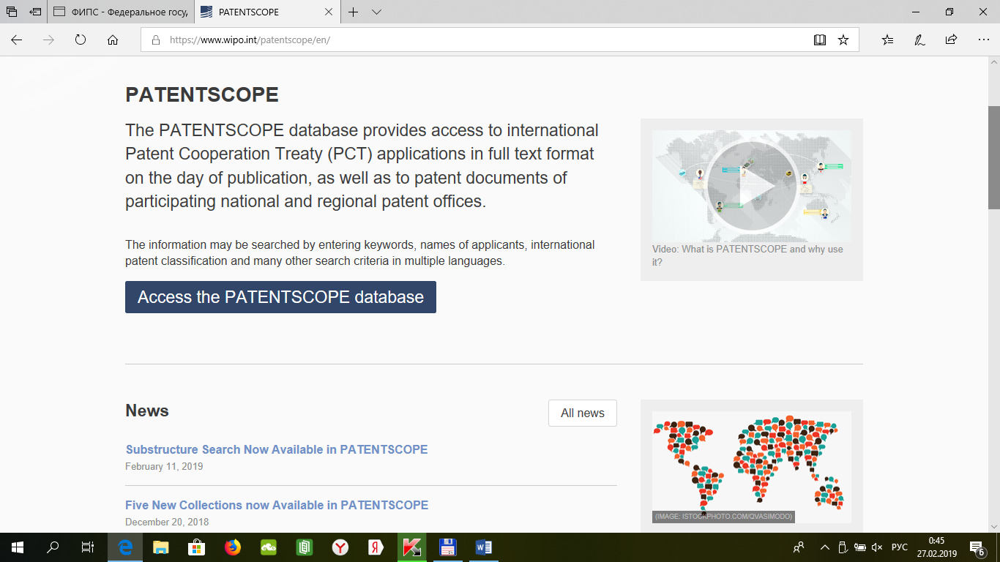 ФИПС - Федеральное госу
PATENTSCOPE
https://www.wipo.int/patentscope/en/
PATENTSCOPE
The PATENTSCOPE database provides access to international
Patent Cooperation Treaty (PCT) applications in full text format
on the day of publication, as well as to patent documents of
participating national and regional patent offices.
The information may be searched by entering keywords, names of applicants, international
patent classification and many other search criteria in multiple languages.
Access the PATENTSCOPE database
Video: What is PATENTSCOPE and why use
it?
News
All news
Substructure Search Now Available in PATENTSCOPE
February 11, 2019
Five New Collections now Available in PATENTSCOPE
December 20, 2018
(IMAGE: ISTOCKPHOTO.COM/QVASIMODO)
РУС
0:45
27.02.2019
6